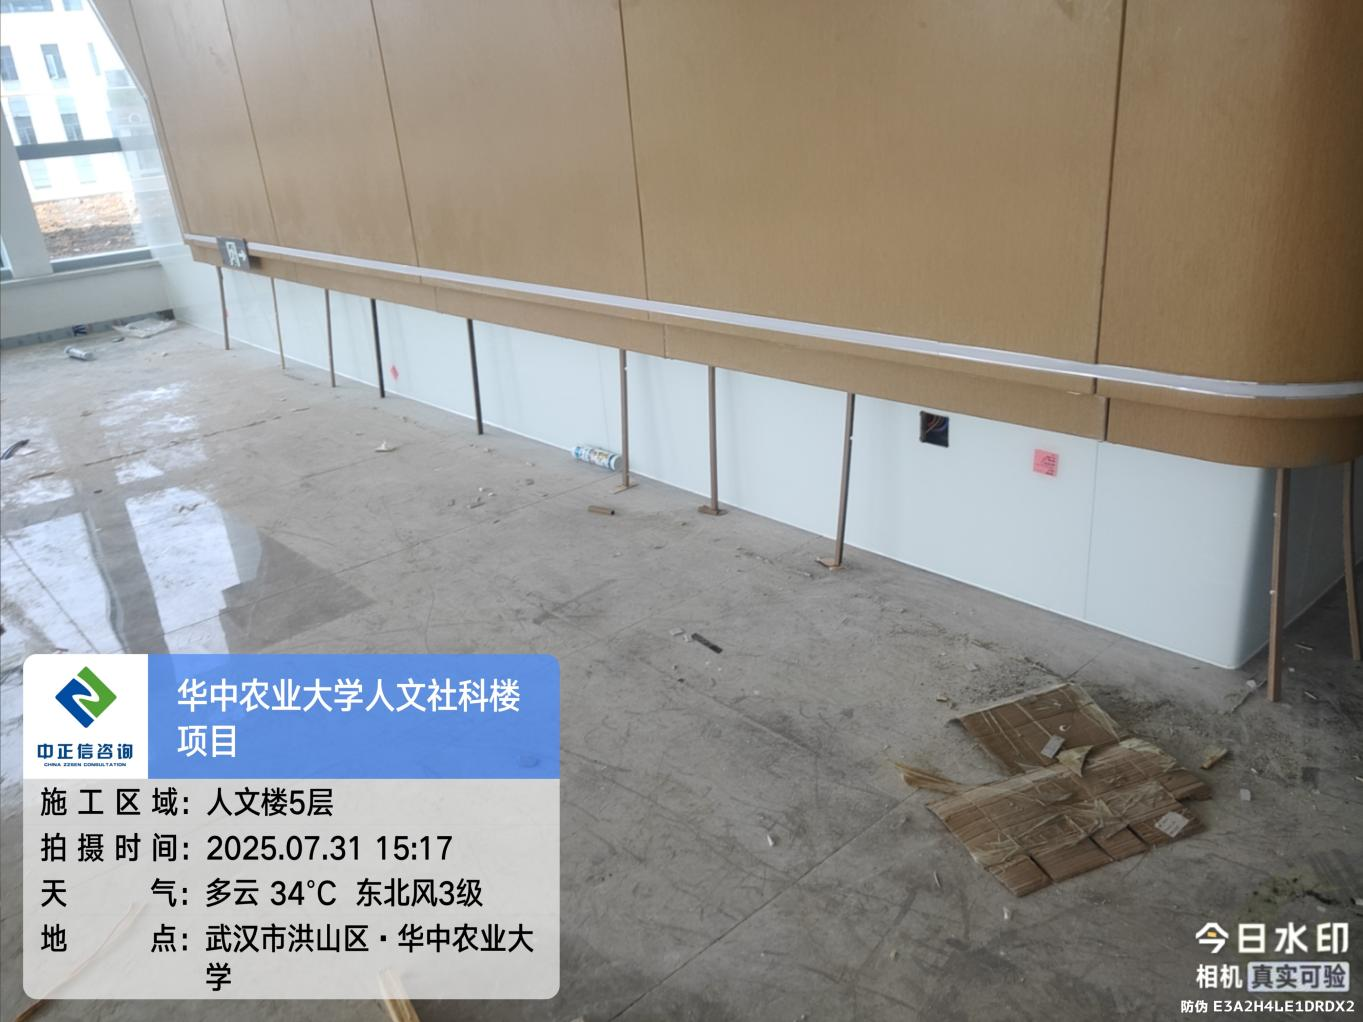 中正信咨询
CHINA ZZSEN CONSULTATION
华中农业大学人文社科楼
项目
施工区域：人文楼5层
拍摄时间：2025.07.31 15:17
天气：多云 34℃ 东北风3级
地点：武汉市洪山区·华中农业大
学
今日水印
相机 真实可验
防伪 E3A2H4LE1DRDX2